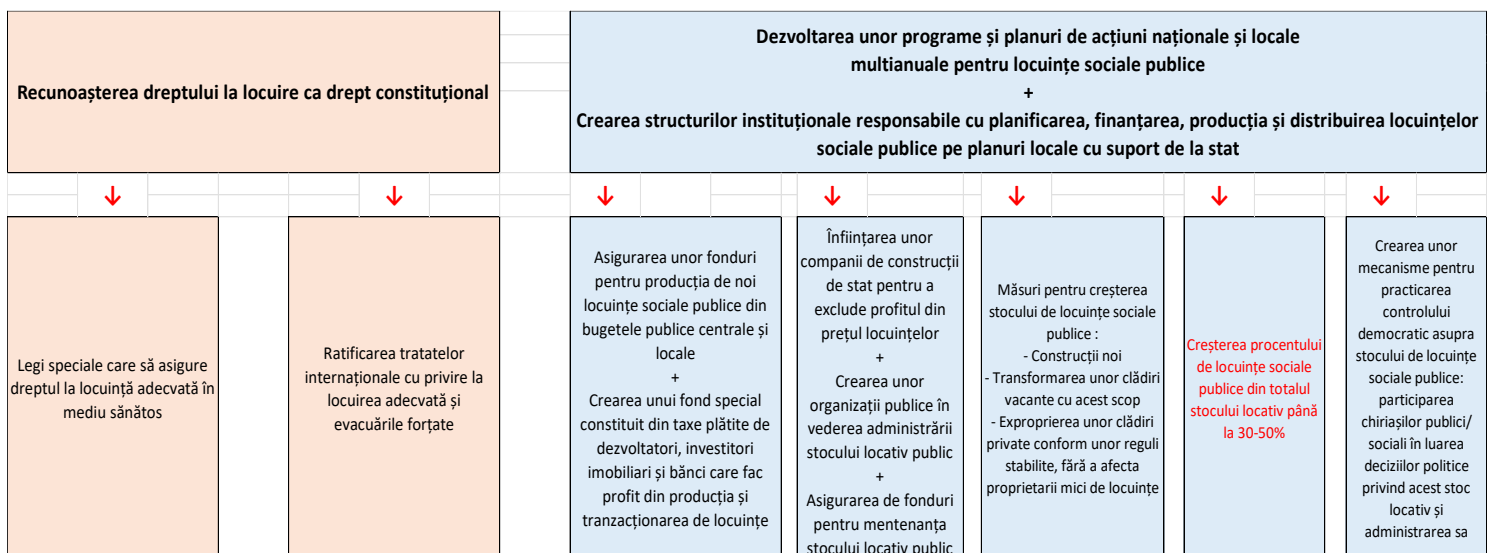 Recunoașterea dreptului la locuire ca drept constituțional
Dezvoltarea unor programe și planuri de acțiuni naționale și locale
multianuale pentru locuințe sociale publice
+
Crearea structurilor instituționale responsabile cu planificarea, finanțarea, producția și distribuirea locuințelor
sociale publice pe planuri locale cu suport de la stat
Legi speciale care să asigure
dreptul la locuință adecvată în
mediu sănătos
Ratificarea tratatelor
internaționale cu privire la
locuirea adecvată și
evacuările forțate
Asigurarea unor fonduri
pentru producția de noi
locuințe sociale publice din
bugetele publice centrale și
locale
+
Crearea unui fond special
constituit din taxe plătite de
dezvoltatori, investitori
imobiliari și bănci care fac
profit din producția și
tranzacționarea de locuințe
Înființarea unor
companii de construcții
de stat pentru a
exclude profitul din
prețul locuințelor
+
Crearea unor
organizații publice în
vederea administrării
stocului locativ public
+
Asigurarea de fonduri
pentru mentenanța
stocului locativ public
Măsuri pentru creșterea
stocului de locuințe sociale
publice :
- Construcții noi
- Transformarea unor clădiri
vacante cu acest scop
- Exproprierea unor clădiri
private conform unor reguli
stabilite, fără a afecta
proprietarii mici de locuințe
Creșterea procentului
de locuințe sociale
publice din totalul
stocului locativ până
la 30-50%
Crearea unor
mecanisme pentru
practicarea
controlului
democratic asupra
stocului de locuințe
sociale publice:
participarea
chiriașilor publici/
sociali în luarea
deciziilor politice
privind acest stoc
locativ și
administrarea sa